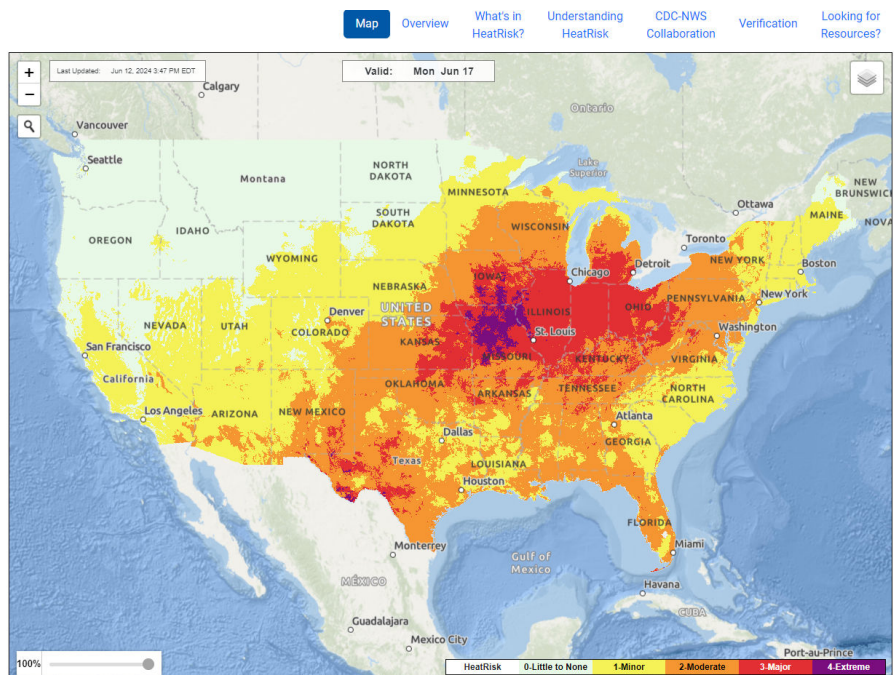 Map
Overview
What's in
HeatRisk?
Understanding
HeatRisk
CDC-NWS
Collaboration
Verification
Looking for
Resources?
+
−
Last Updated: Jun 12, 2024 3:47 PM EDT
Valid: Mon Jun 17
Calgary
Ontario
Vancouver
Seattle
Lake
Superior
NORTH
DAKOTA
Montana
NEW
BRUNSWICK
MINNESOTA
Ottawa
MAINE
NOVA
SOUTH
DAKOTA
WISCONSIN
OREGON
IDAHO
Toronto
WYOMING
NEW YORK
Detroit
Boston
Chicago
IOWA
NEBRASKA
PENNSYLVANIA
New York
UNITED
STATES
Denver
ILLINOIS
OHIO
NEVADA
UTAH
COLORADO
Washington
St. Louis
San Francisco
KANSAS
MISSOURI
KENTUCKY
VIRGINIA
California
OKLAHOMA
ARKANSAS
TENNESSEE
NORTH
CAROLINA
Los Angeles
ARIZONA
NEW MEXICO
Atlanta
Dallas
GEORGIA
Texas
LOUISIANA
Houston
FLORIDA
Miami
Monterrey
Gulf of
Mexico
MÉXICO
Havana
CUBA
Guadalajara
Mexico City
Port-au-Prince
100%
HeatRisk
0-Little to None
1-Minor
2-Moderate
3-Major
4-Extreme